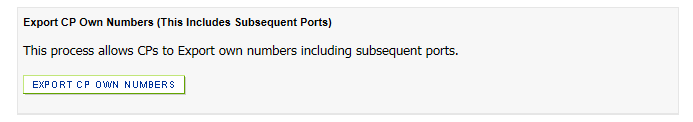 Export CP Own Numbers (This Includes Subsequent Ports)
This process allows CPs to Export own numbers including subsequent ports.
EXPORT CP OWN NUMBERS